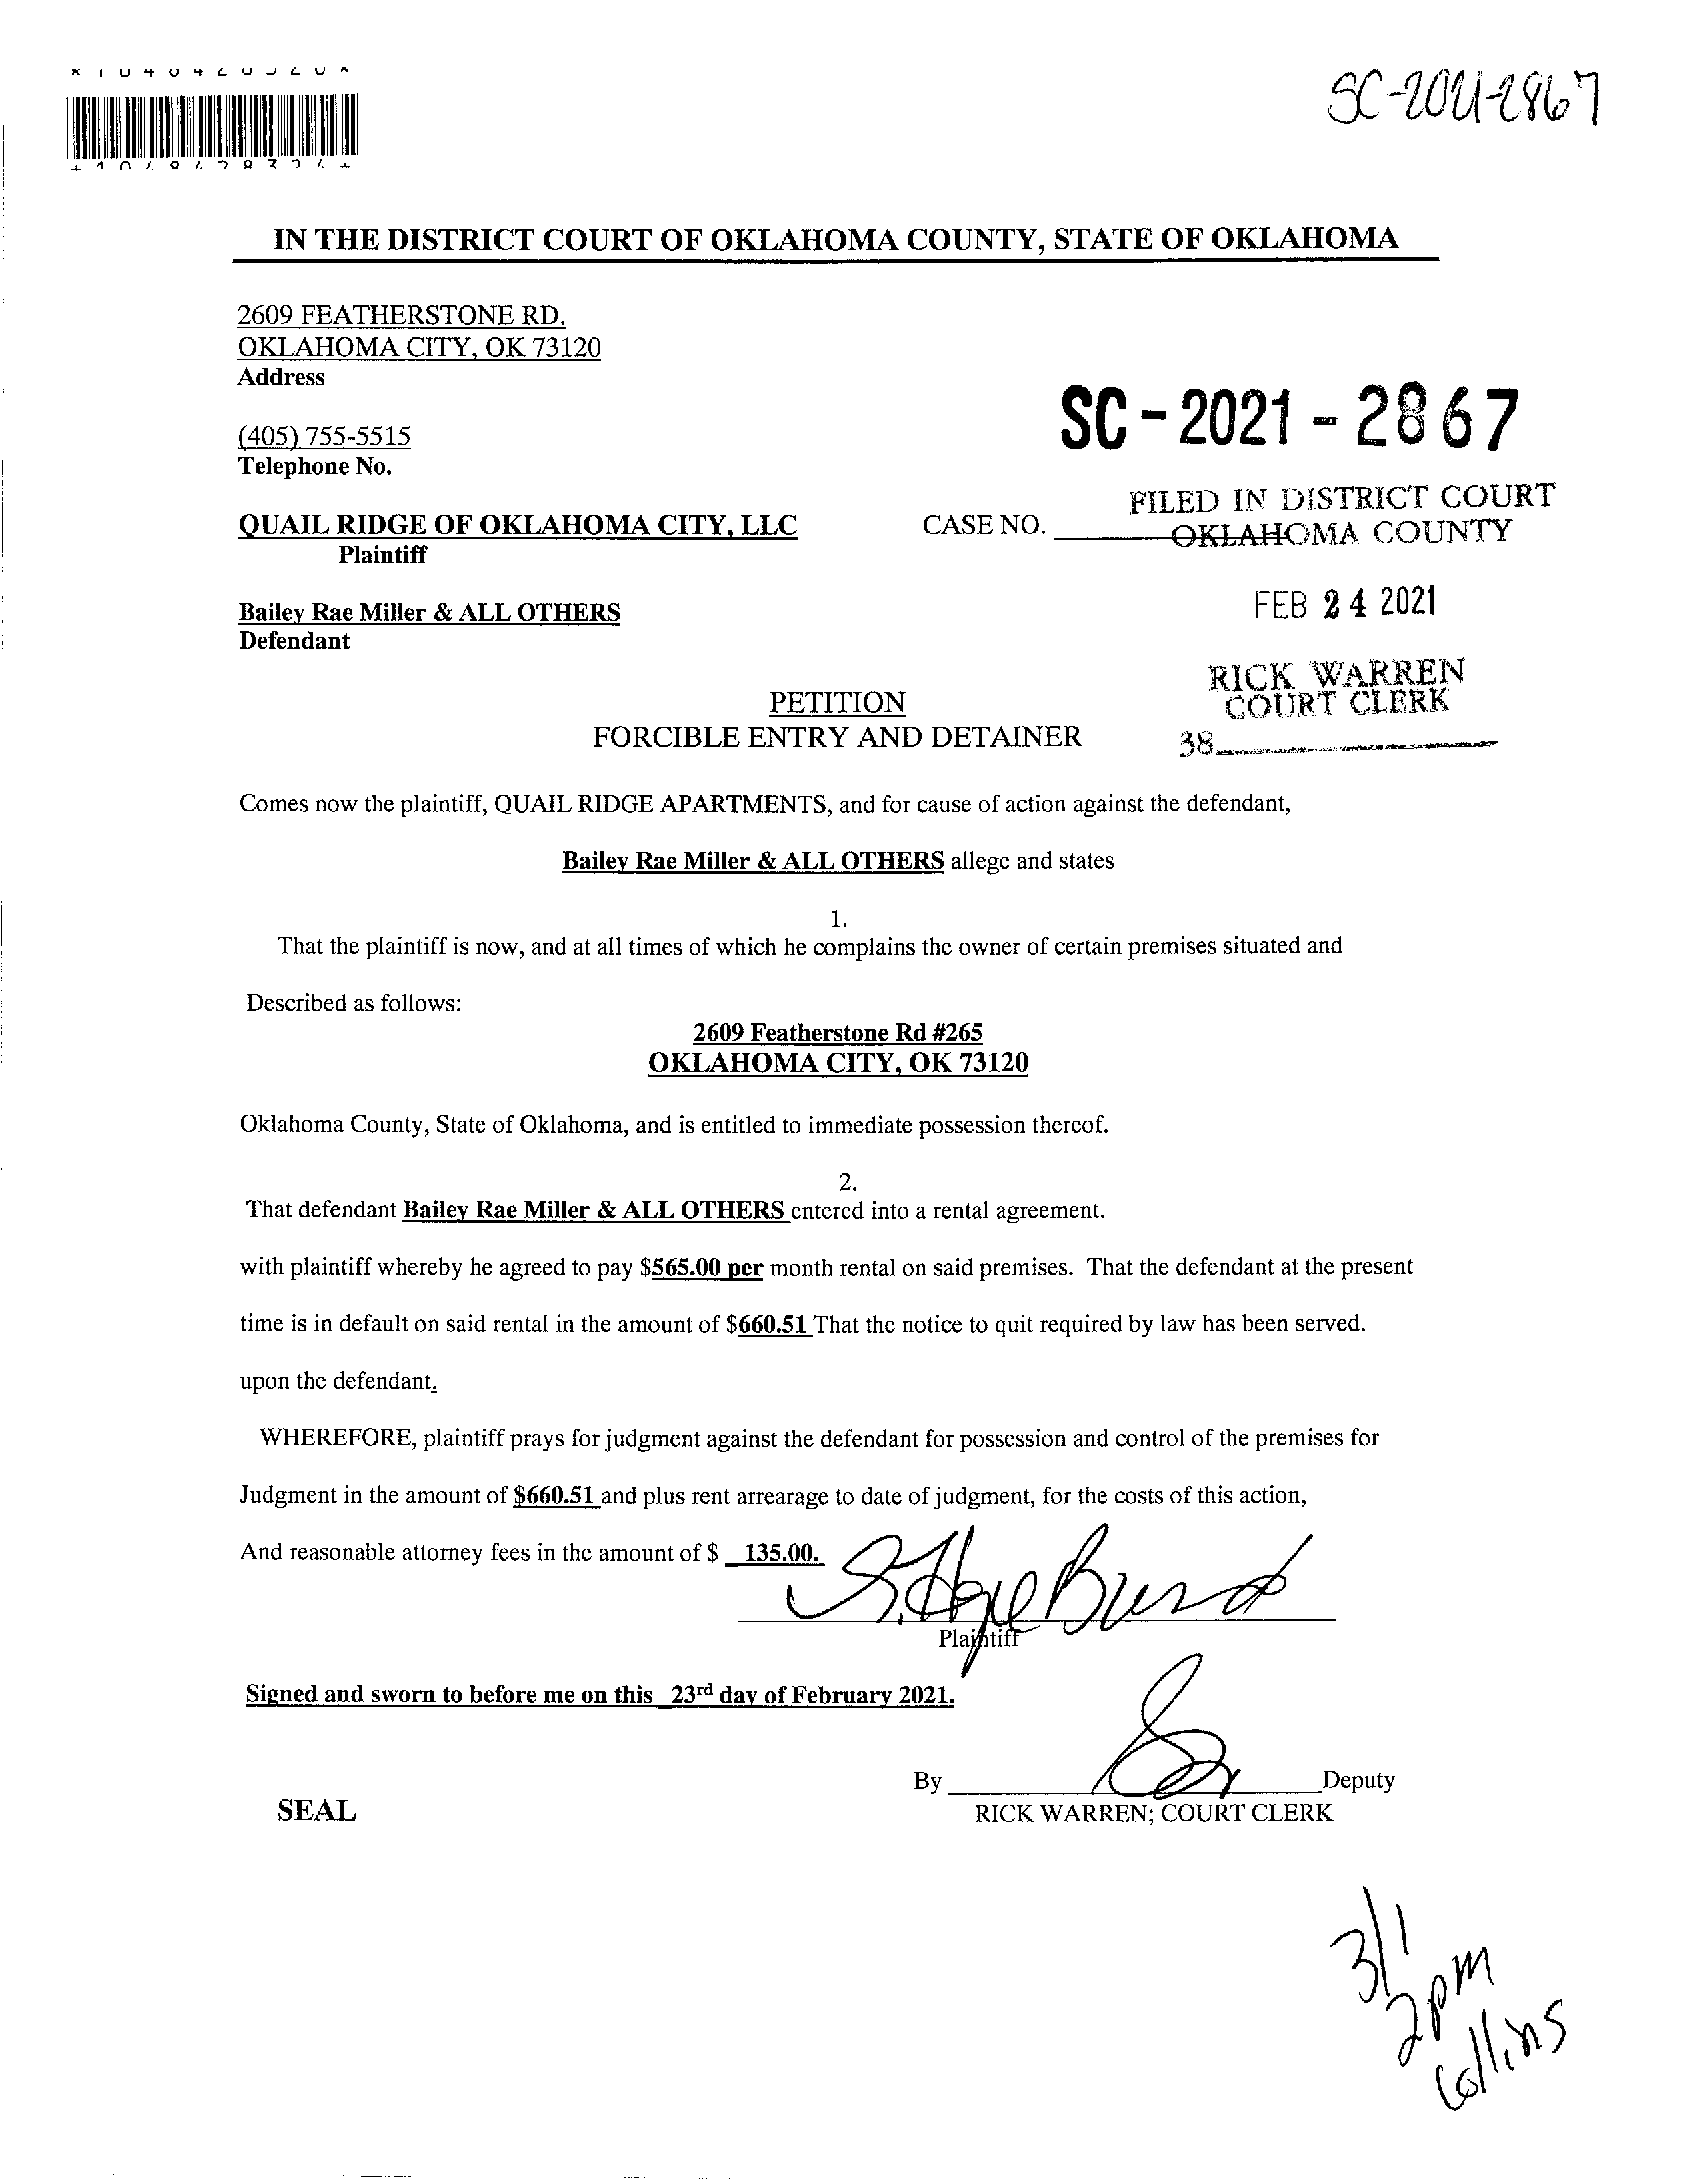 SC-2021-2867
IN THE DISTRICT COURT OF OKLAHOMA COUNTY, STATE OF OKLAHOMA
2609 FEATHERSTONE RD.
OKLAHOMA CITY, OK 73120
Address
SC-2021-2867
(405) 755-5515
Telephone No.
FILED IN DISTRICT COURT
OKLAHOMA COUNTY
QUAIL RIDGE OF OKLAHOMA CITY, LLC CASE NO.
Plaintiff
FEB 24 2021
Bailey Rae Miller & ALL OTHERS
Defendant
RICK WARREN
COURT CLERK
38
PETITION
FORCIBLE ENTRY AND DETAINER
Comes now the plaintiff, QUAIL RIDGE APARTMENTS, and for cause of action against the defendant,
Bailey Rae Miller & ALL OTHERS allege and states
1.
That the plaintiff is now, and at all times of which he complains the owner of certain premises situated and
Described as follows:
2609 Featherstone Rd #265
OKLAHOMA CITY, OK 73120
Oklahoma County, State of Oklahoma, and is entitled to immediate possession thereof.
2.
That defendant Bailey Rae Miller & ALL OTHERS entered into a rental agreement.
with plaintiff whereby he agreed to pay $565.00 per month rental on said premises. That the defendant at the present
time is in default on said rental in the amount of $660.51 That the notice to quit required by law has been served.
upon the defendant.
WHEREFORE, plaintiff prays for judgment against the defendant for possession and control of the premises for
Judgment in the amount of $660.51 and plus rent arrearage to date of judgment, for the costs of this action,
And reasonable attorney fees in the amount of $ 135.00.
Plaintiff
Signed and sworn to before me on this 23rd day of February 2021.
By Deputy
SEAL
RICK WARREN; COURT CLERK
3/1
2pm
Collins